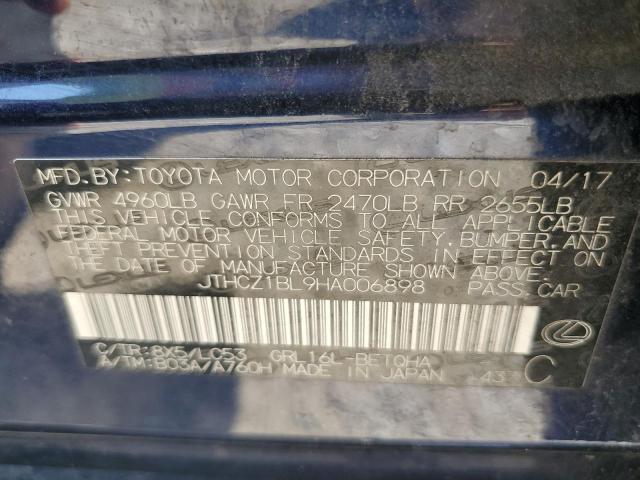 MFD.BY:TOYOTA MOTOR CORPORATION 04/17
GVWR 4960LB GAWR FR 2470LB RR 2655LB
THIS VEHICLE CONFORMS TO ALL APPLICABLE
FEDERAL MOTOR VEHICLE SAFETY, BUMPER, AND
THEFT PREVENTION STANDARDS IN EFFECT ON
THE DATE OF MANUFACTURE SHOWN ABOVE.
JTHCZ1BL9HA006898 PASS.CAR
C/TR:8X5/LC53 GRL16L-BETQHA
A/TM:B03A/A760H MADE IN JAPAN C